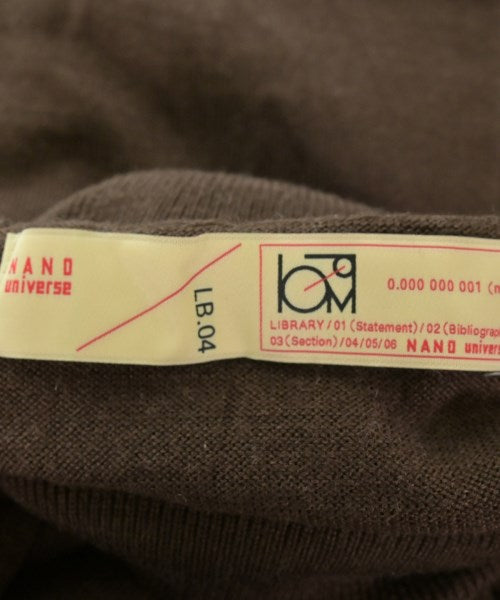 NANO
universe
LB.04
0.000 000 001 (
LIBRARY/01 (Statement)/02 (Bibliograp
03 (Section)/04/05/06 NANO univers